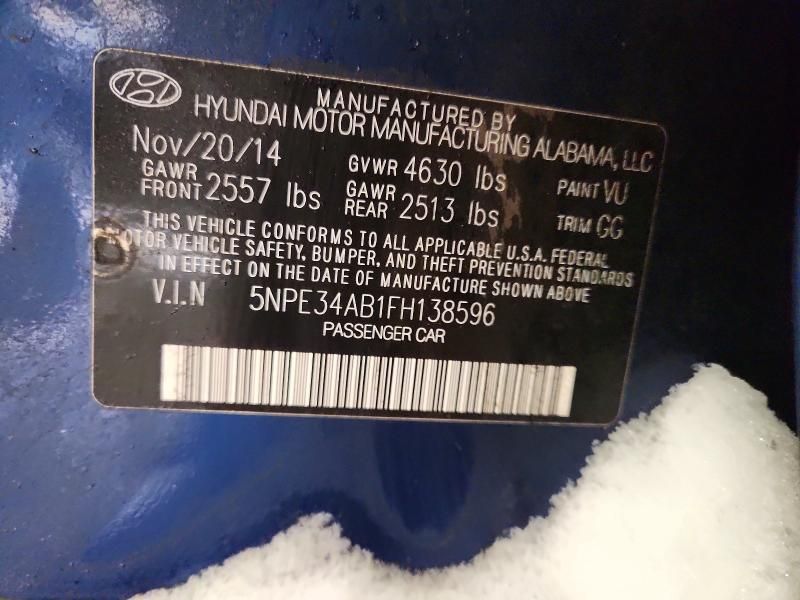 MANUFACTURED BY
HYUNDAI MOTOR MANUFACTURING ALABAMA, LLC
Nov/20/14 GVWR 4630 lbs PAINT VU
GAWR FRONT 2557 lbs GAWR REAR 2513 lbs TRIM GG
THIS VEHICLE CONFORMS TO ALL APPLICABLE U.S.A. FEDERAL
MOTOR VEHICLE SAFETY, BUMPER, AND THEFT PREVENTION STANDARDS
IN EFFECT ON THE DATE OF MANUFACTURE SHOWN ABOVE
V.I.N 5NPE34AB1FH138596
PASSENGER CAR